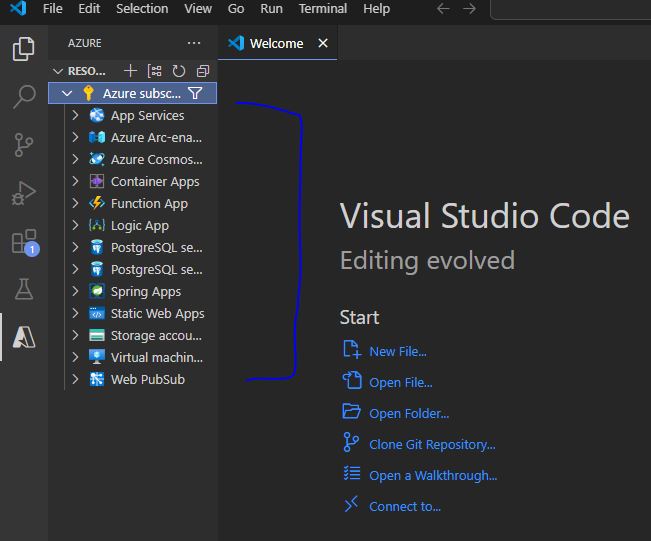 File Edit Selection View Go Run Terminal Help
AZURE
Welcome
RESO...
Azure subsc...
App Services
Azure Arc-ena...
Azure Cosmos...
Container Apps
Function App
Logic App
PostgreSQL se...
PostgreSQL se...
Spring Apps
Static Web Apps
Storage accou...
Virtual machin...
Web PubSub
1
Visual Studio Code
Editing evolved
Start
New File...
Open File...
Open Folder...
Clone Git Repository...
Open a Walkthrough...
Connect to...